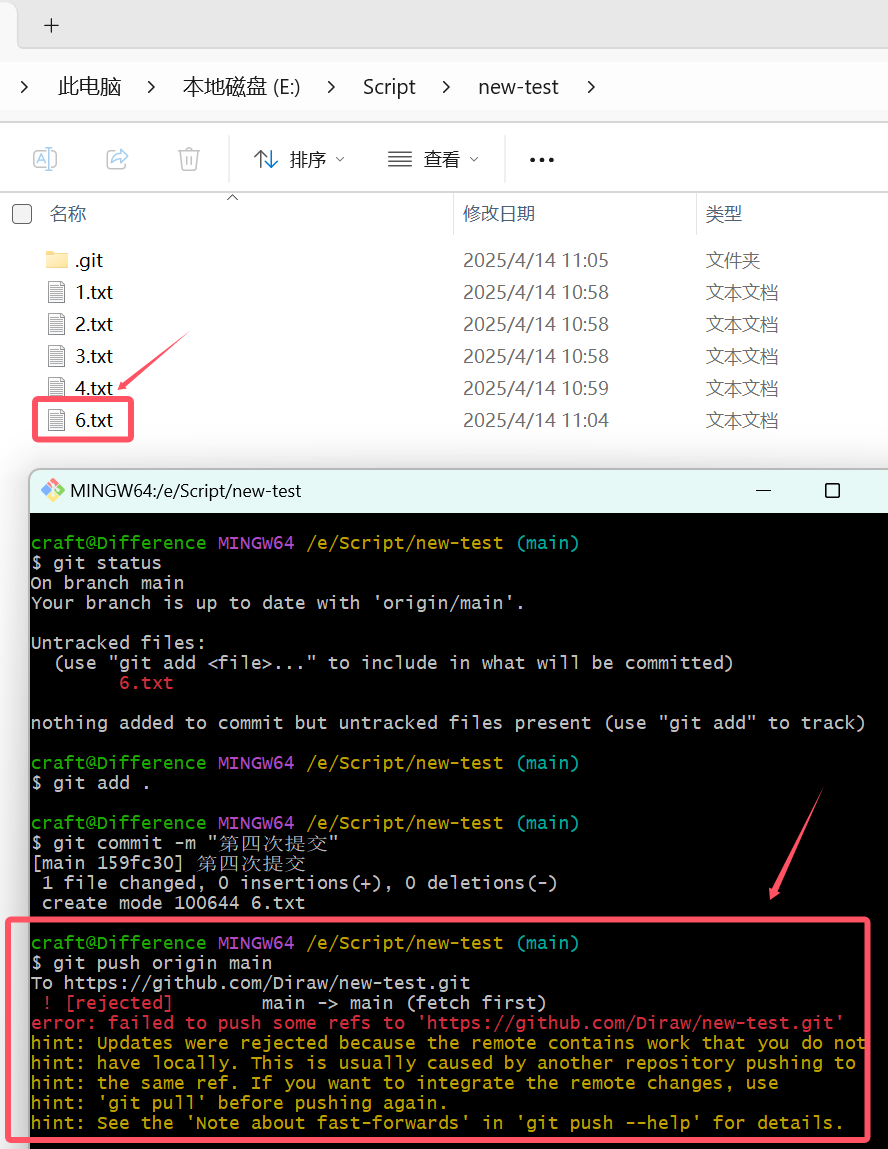 +
> 此电脑 > 本地磁盘 (E:) > Script > new-test >
排序 查看 ...
名称 修改日期 类型
.git 2025/4/14 11:05 文件夹
1.txt 2025/4/14 10:58 文本文档
2.txt 2025/4/14 10:58 文本文档
3.txt 2025/4/14 10:58 文本文档
4.txt 2025/4/14 10:59 文本文档
6.txt 2025/4/14 11:04 文本文档
MINGW64:/e/Script/new-test
craft@Difference MINGW64 /e/Script/new-test (main)
$ git status
On branch main
Your branch is up to date with 'origin/main'.
Untracked files:
(use "git add <file>..." to include in what will be committed)
6.txt
nothing added to commit but untracked files present (use "git add" to track)
craft@Difference MINGW64 /e/Script/new-test (main)
$ git add .
craft@Difference MINGW64 /e/Script/new-test (main)
$ git commit -m "第四次提交"
[main 159fc30] 第四次提交
1 file changed, 0 insertions(+), 0 deletions(-)
create mode 100644 6.txt
craft@Difference MINGW64 /e/Script/new-test (main)
$ git push origin main
To https://github.com/Diraw/new-test.git
! [rejected] main -> main (fetch first)
error: failed to push some refs to 'https://github.com/Diraw/new-test.git'
hint: Updates were rejected because the remote contains work that you do not
hint: have locally. This is usually caused by another repository pushing to
hint: the same ref. If you want to integrate the remote changes, use
hint: 'git pull' before pushing again.
hint: See the 'Note about fast-forwards' in 'git push --help' for details.